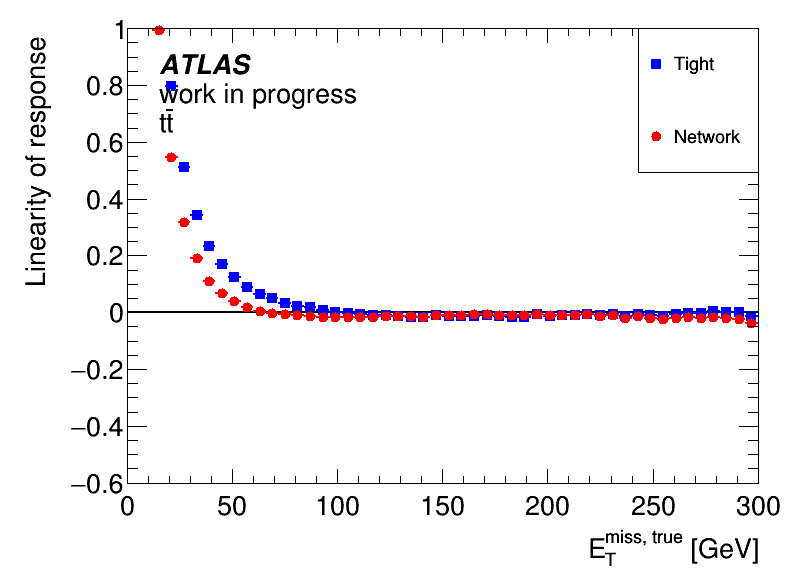 Linearity of response
1
0.8
0.6
0.4
0.2
0
−0.2
−0.4
−0.6
ATLAS
work in progress
tt̄
Tight
Network
0 50 100 150 200 250 300
E_T^{miss, true} [GeV]